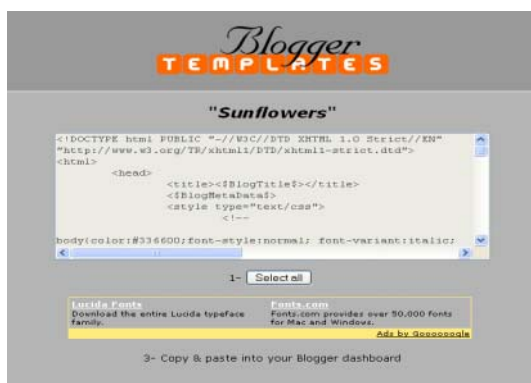 Blogger
TEMPLATES
"Sunflowers"
<!DOCTYPE html PUBLIC "-//W3C//DTD XHTML 1.0 Strict//EN"
"http://www.w3.org/TR/xhtml1/DTD/xhtml1-strict.dtd">
<html>
<head>
<title><$BlogTitle$></title>
<$BlogMetaData$>
<style type="text/css">
<!--
body{color:#336600;font-style:normal; font-variant:italic;
1- Select all
Lucida Fonts
Download the entire Lucida typeface
family.
Fonts.com
Fonts.com provides over 50,000 fonts
for Mac and Windows.
Ads by Goooooogle
3- Copy & paste into your Blogger dashboard